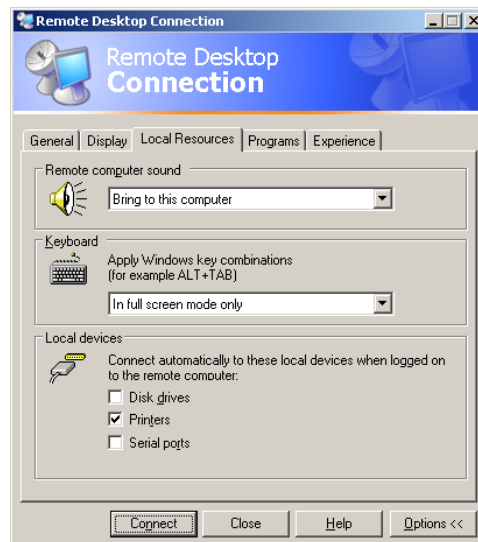 Remote Desktop Connection
Remote Desktop
Connection
General Display Local Resources Programs Experience
Remote computer sound
Bring to this computer
Keyboard
Apply Windows key combinations
(for example ALT+TAB)
In full screen mode only
Local devices
Connect automatically to these local devices when logged on
to the remote computer:
Disk drives
Printers
Serial ports
Connect Close Help Options <<